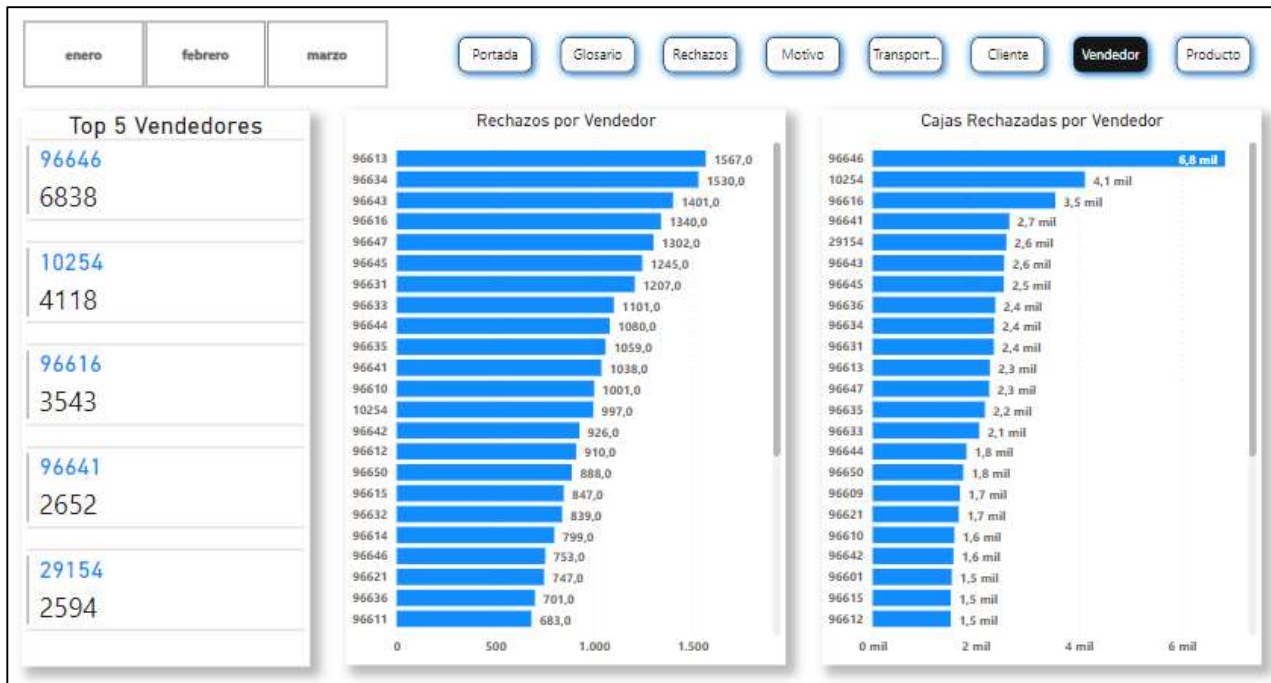 enero febrero marzo
Portada Glosario Rechazos Motivo Transport... Cliente Vendedor Producto
Top 5 Vendedores
96646
6838
10254
4118
96616
3543
96641
2652
29154
2594
Rechazos por Vendedor
96613 1567,0
96634 1530,0
96643 1401,0
96616 1340,0
96647 1302,0
96645 1245,0
96631 1207,0
96633 1101,0
96644 1080,0
96635 1059,0
96641 1038,0
96610 1001,0
10254 997,0
96642 926,0
96612 910,0
96650 888,0
96615 847,0
96632 839,0
96614 799,0
96646 753,0
96621 747,0
96636 701,0
96611 683,0
0 500 1.000 1.500
Cajas Rechazadas por Vendedor
96646 6,8 mil
10254 4,1 mil
96616 3,5 mil
96641 2,7 mil
29154 2,6 mil
96643 2,6 mil
96645 2,5 mil
96636 2,4 mil
96634 2,4 mil
96631 2,4 mil
96613 2,3 mil
96647 2,3 mil
96635 2,2 mil
96633 2,1 mil
96644 1,8 mil
96650 1,8 mil
96609 1,7 mil
96621 1,7 mil
96610 1,6 mil
96642 1,6 mil
96601 1,5 mil
96615 1,5 mil
96612 1,5 mil
0 mil 2 mil 4 mil 6 mil